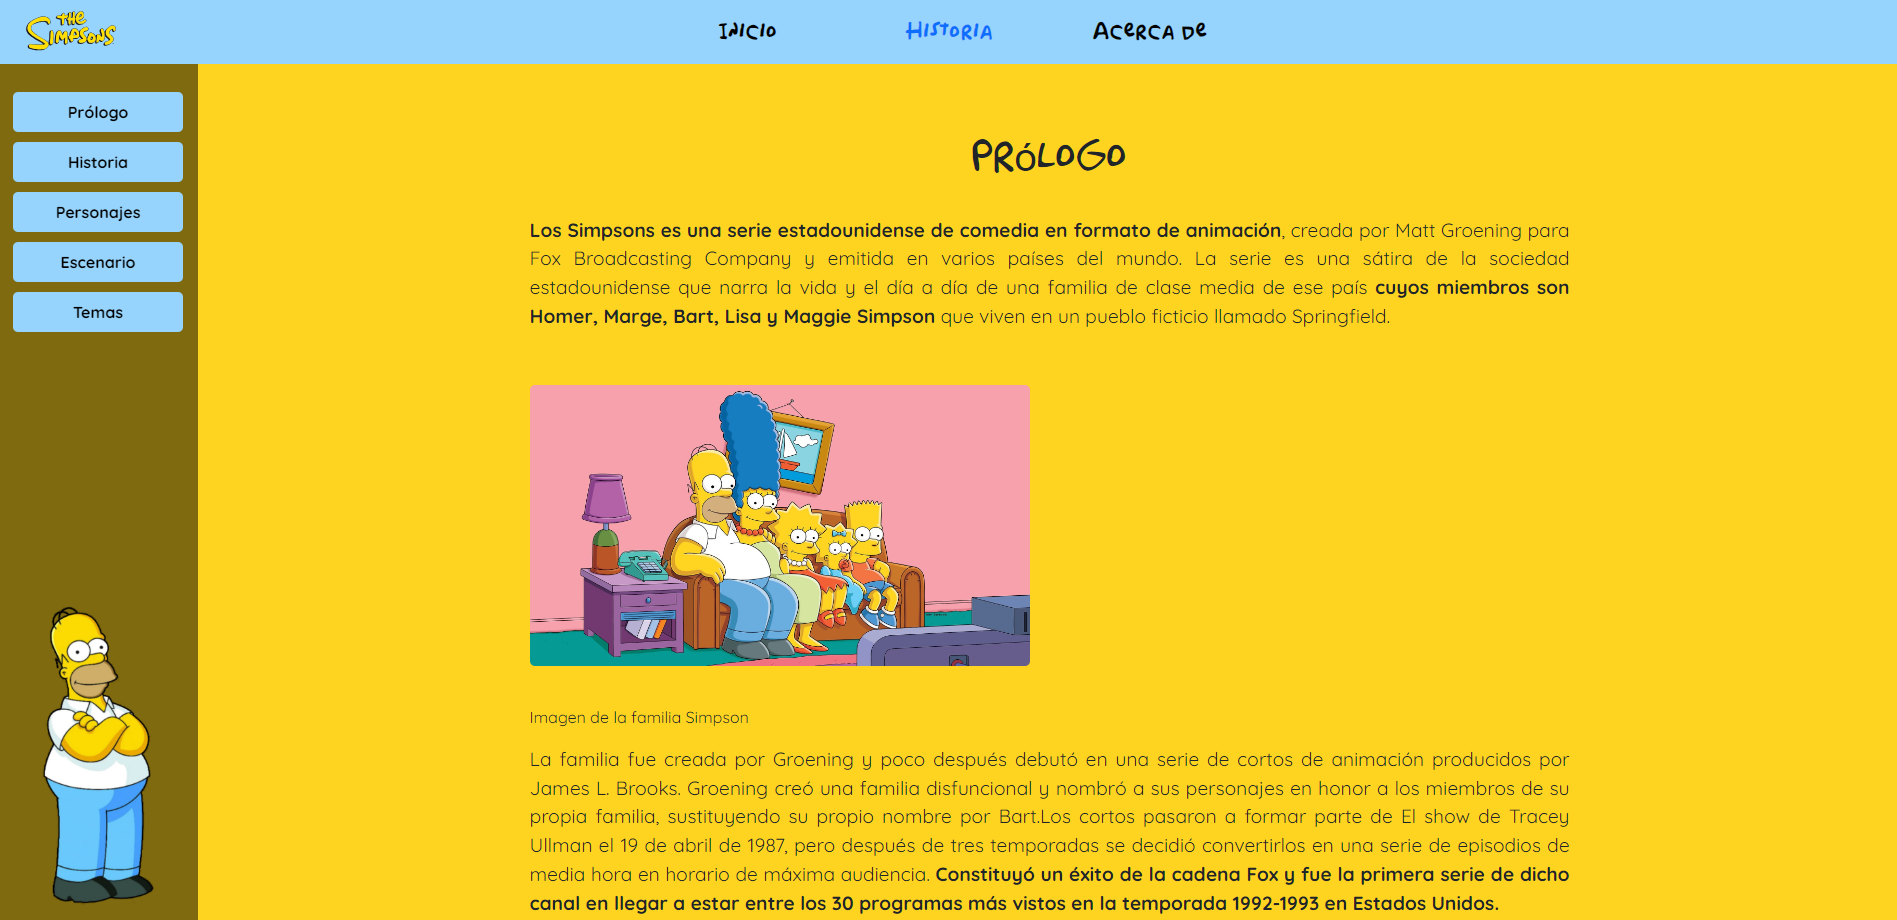 THE
SIMPSONS
INICIO
HISTORIA
ACERCA DE
Prólogo
Historia
Personajes
Escenario
Temas
PRÓLOGO
Los Simpsons es una serie estadounidense de comedia en formato de animación, creada por Matt Groening para
Fox Broadcasting Company y emitida en varios países del mundo. La serie es una sátira de la sociedad
estadounidense que narra la vida y el día a día de una familia de clase media de ese país cuyos miembros son
Homer, Marge, Bart, Lisa y Maggie Simpson que viven en un pueblo ficticio llamado Springfield.
Imagen de la familia Simpson
La familia fue creada por Groening y poco después debutó en una serie de cortos de animación producidos por
James L. Brooks. Groening creó una familia disfuncional y nombró a sus personajes en honor a los miembros de su
propia familia, sustituyendo su propio nombre por Bart.Los cortos pasaron a formar parte de El show de Tracey
Ullman el 19 de abril de 1987, pero después de tres temporadas se decidió convertirlos en una serie de episodios de
media hora en horario de máxima audiencia. Constituyó un éxito de la cadena Fox y fue la primera serie de dicho
canal en llegar a estar entre los 30 programas más vistos en la temporada 1992-1993 en Estados Unidos.